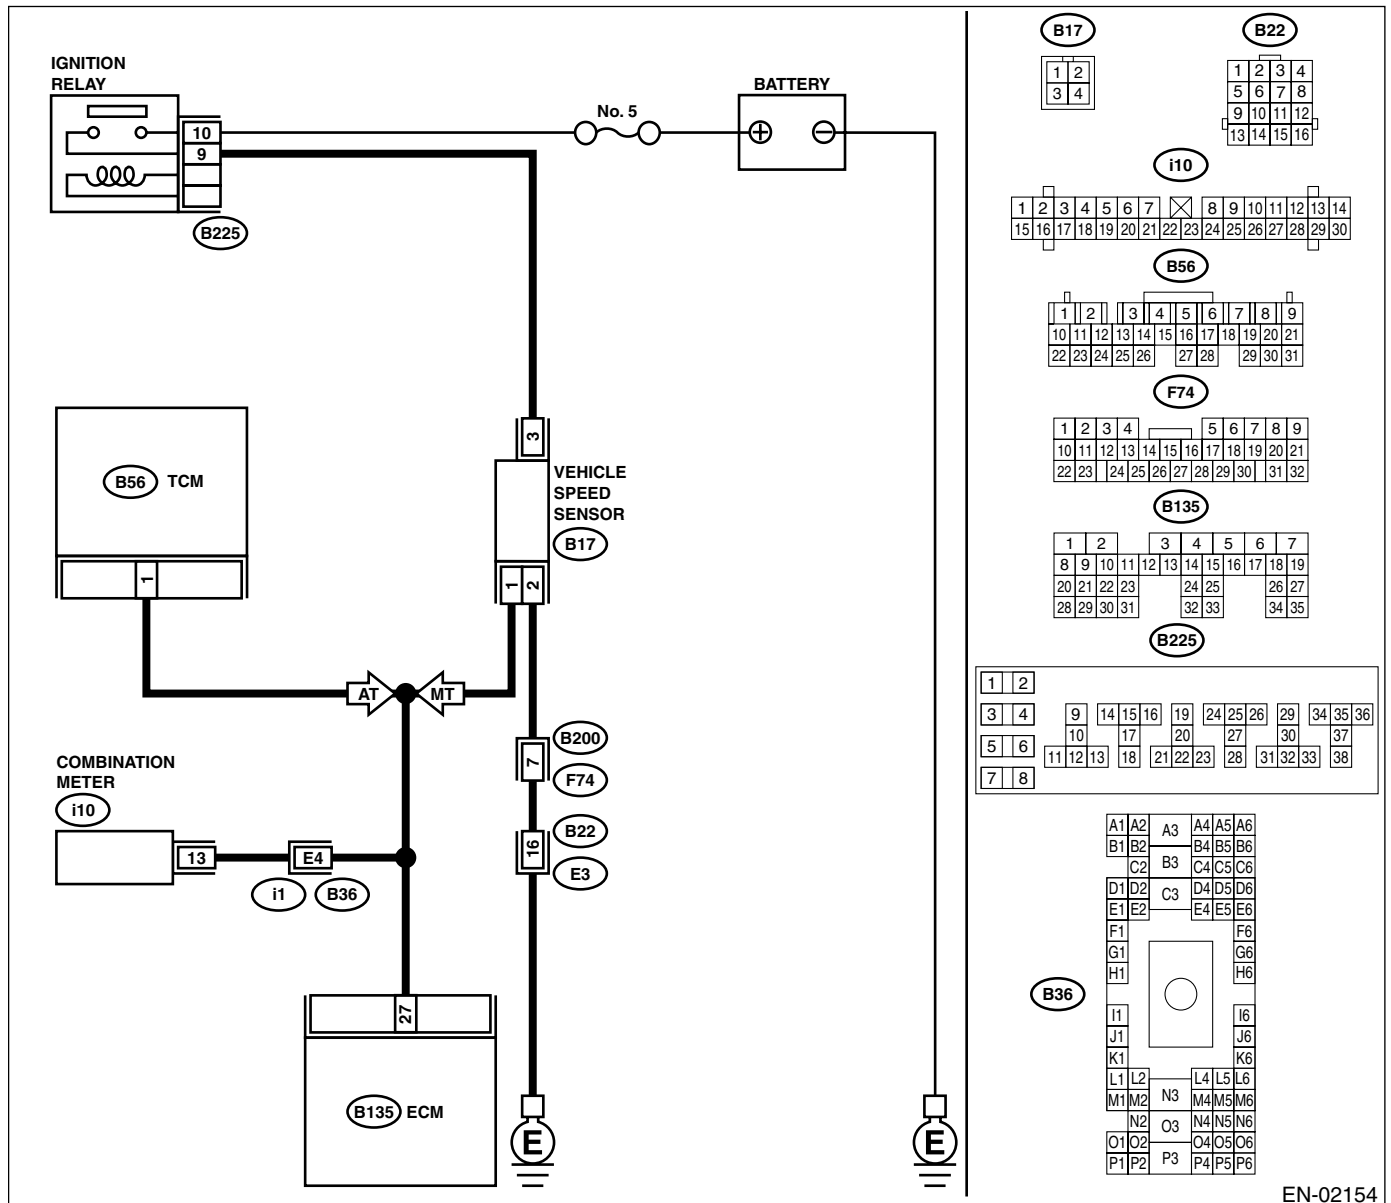 IGNITION
RELAY
10
9
B225
No. 5
BATTERY
B56 TCM
1
3
VEHICLE
SPEED
SENSOR
B17
1 2
AT MT
B200
7
F74
B22
16
E3
COMBINATION
METER
i10
13
E4
i1 B36
27
B135 ECM
E
E
B17
1 2
3 4
B22
1 2 3 4
5 6 7 8
9 10 11 12
13 14 15 16
i10
1 2 3 4 5 6 7 8 9 10 11 12 13 14
15 16 17 18 19 20 21 22 23 24 25 26 27 28 29 30
B56
1 2 3 4 5 6 7 8 9
10 11 12 13 14 15 16 17 18 19 20 21
22 23 24 25 26 27 28 29 30 31
F74
1 2 3 4 5 6 7 8 9
10 11 12 13 14 15 16 17 18 19 20 21
22 23 24 25 26 27 28 29 30 31 32
B135
1 2 3 4 5 6 7
8 9 10 11 12 13 14 15 16 17 18 19
20 21 22 23 24 25 26 27
28 29 30 31 32 33 34 35
B225
1 2
3 4 9 14 15 16 19 24 25 26 29 34 35 36
5 6 10 17 20 27 30 37
11 12 13 18 21 22 23 28 31 32 33 38
7 8
B36
A1 A2 A3 A4 A5 A6
B1 B2 B3 B4 B5 B6
C2 C3 C4 C5 C6
D1 D2 D4 D5 D6
E1 E2 E4 E5 E6
F1 F6
G1 G6
H1 H6
I1 I6
J1 J6
K1 K6
L1 L2 L4 L5 L6
M1 M2 N3 M4 M5 M6
N2 O3 N4 N5 N6
O1 O2 O4 O5 O6
P1 P2 P3 P4 P5 P6
EN-02154